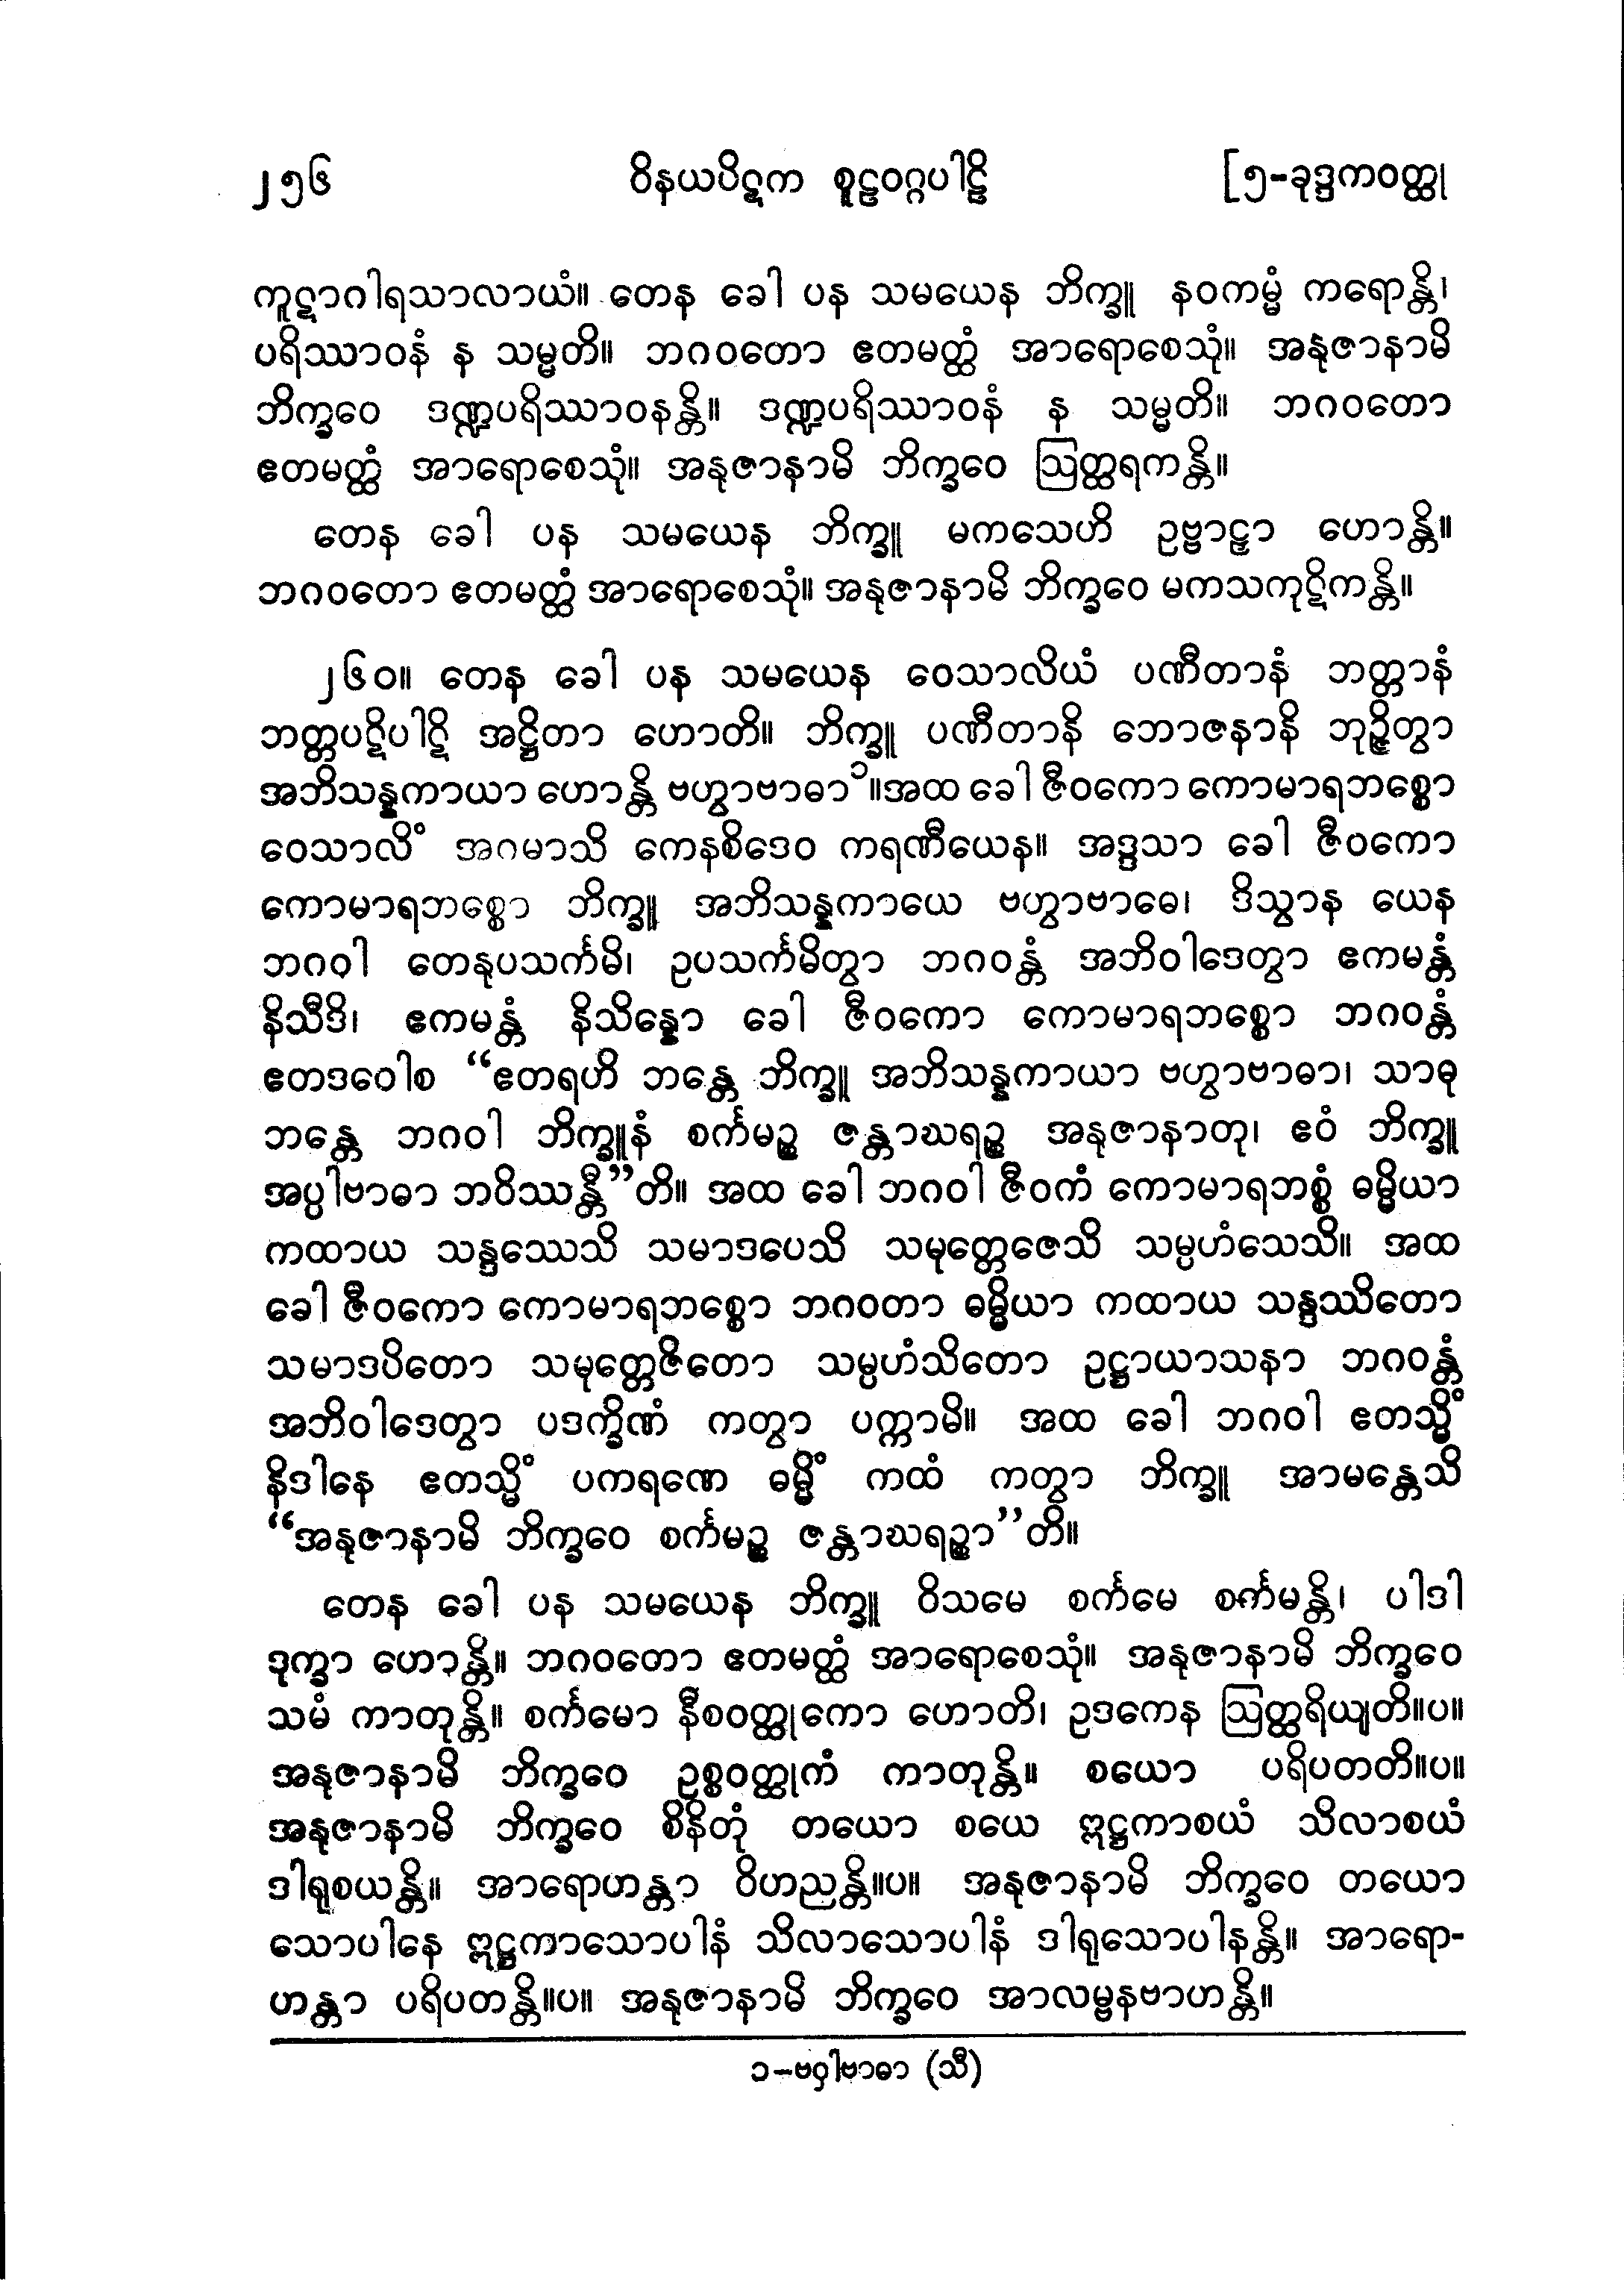 ၂၅၆ ဝိနယပိဋက စူဠဝဂ္ဂပါဠိ [၅-ခုဒ္ဒကဝတ္ထု
ကူဋာဂါရသာလာယံ။ တေန ခေါ ပန သမယေန ဘိက္ခူ နဝကမ္မံ ကရောန္တိ၊
ပရိဿာဝနံ န သမ္မတိ။ ဘဂဝတော ဧတမတ္ထံ အာရောစေသုံ။ အနုဇာနာမိ
ဘိက္ခဝေ ဒဏ္ဍပရိဿာဝနန္တိ။ ဒဏ္ဍပရိဿာဝနံ န သမ္မတိ။ ဘဂဝတော
ဧတမတ္ထံ အာရောစေသုံ။ အနုဇာနာမိ ဘိက္ခဝေ ဩတ္ထရကန္တိ။
တေန ခေါ ပန သမယေန ဘိက္ခူ မကသေဟိ ဥဗ္ဗာဠှာ ဟောန္တိ။
ဘဂဝတော ဧတမတ္ထံ အာရောစေသုံ။ အနုဇာနာမိ ဘိက္ခဝေ မကသကုဋိကန္တိ။
၂၆၀။ တေန ခေါ ပန သမယေန ဝေသာလိယံ ပဏီတာနံ ဘတ္တာနံ
ဘတ္တပဋိပါဋိ အဋ္ဌိတာ ဟောတိ။ ဘိက္ခူ ပဏီတာနိ ဘောဇနာနိ ဘုဉ္ဇိတွာ
အဘိသန္နကာယာ ဟောန္တိ ဗဟွာဗာဓာ၁။အထ ခေါ ဇီဝကော ကောမာရဘစ္စော
ဝေသာလိံ အဂမာသိ ကေနစိဒေဝ ကရဏီယေန။ အဒ္ဒသာ ခေါ ဇီဝကော
ကောမာရဘစ္စော ဘိက္ခူ အဘိသန္နကာယေ ဗဟွာဗာဓေ၊ ဒိသွာန ယေန
ဘဂဝါ တေနုပသင်္ကမိ၊ ဥပသင်္ကမိတွာ ဘဂဝန္တံ အဘိဝါဒေတွာ ဧကမန္တံ
နိသီဒိ၊ ဧကမန္တံ နိသိန္နော ခေါ ဇီဝကော ကောမာရဘစ္စော ဘဂဝန္တံ
ဧတဒဝေါစ “ဧတရဟိ ဘန္တေ ဘိက္ခူ အဘိသန္နကာယာ ဗဟွာဗာဓာ၊ သာဓု
ဘန္တေ ဘဂဝါ ဘိက္ခူနံ စင်္ကမဉ္စ ဇန္တာဃရဉ္စ အနုဇာနာတု၊ ဧဝံ ဘိက္ခူ
အပ္ပါဗာဓာ ဘဝိဿန္တီ”တိ။ အထ ခေါ ဘဂဝါ ဇီဝကံ ကောမာရဘစ္စံ ဓမ္မိယာ
ကထာယ သန္ဒဿေသိ သမာဒပေသိ သမုတ္တေဇေသိ သမ္ပဟံသေသိ။ အထ
ခေါ ဇီဝကော ကောမာရဘစ္စော ဘဂဝတာ ဓမ္မိယာ ကထာယ သန္ဒဿိတော
သမာဒပိတော သမုတ္တေဇိတော သမ္ပဟံသိတော ဥဋ္ဌာယာသနာ ဘဂဝန္တံ
အဘိဝါဒေတွာ ပဒက္ခိဏံ ကတွာ ပက္ကာမိ။ အထ ခေါ ဘဂဝါ ဧတသ္မိံ
နိဒါနေ ဧတသ္မိံ ပကရဏေ ဓမ္မိံ ကထံ ကတွာ ဘိက္ခူ အာမန္တေသိ
“အနုဇာနာမိ ဘိက္ခဝေ စင်္ကမဉ္စ ဇန္တာဃရဉ္စာ”တိ။
တေန ခေါ ပန သမယေန ဘိက္ခူ ဝိသမေ စင်္ကမေ စင်္ကမန္တိ၊ ပါဒါ
ဒုက္ခာ ဟောန္တိ။ ဘဂဝတော ဧတမတ္ထံ အာရောစေသုံ။ အနုဇာနာမိ ဘိက္ခဝေ
သမံ ကာတုန္တိ။ စင်္ကမော နီစဝတ္ထုကော ဟောတိ၊ ဥဒကေန ဩတ္ထရိယျတိ။ပ။
အနုဇာနာမိ ဘိက္ခဝေ ဥစ္စဝတ္ထုကံ ကာတုန္တိ။ စယော ပရိပတတိ။ပ။
အနုဇာနာမိ ဘိက္ခဝေ စိနိတုံ တယော စယေ ဣဋ္ဌကာစယံ သိလာစယံ
ဒါရုစယန္တိ။ အာရောဟန္တာ ဝိဟညန္တိ။ပ။ အနုဇာနာမိ ဘိက္ခဝေ တယော
သောပါနေ ဣဋ္ဌကာသောပါနံ သိလာသောပါနံ ဒါရုသောပါနန္တိ။ အာရော-
ဟန္တာ ပရိပတန္တိ။ပ။ အနုဇာနာမိ ဘိက္ခဝေ အာလမ္ဗနဗာဟန္တိ။
၁-ဗဝှါဗာဓာ (သီ)